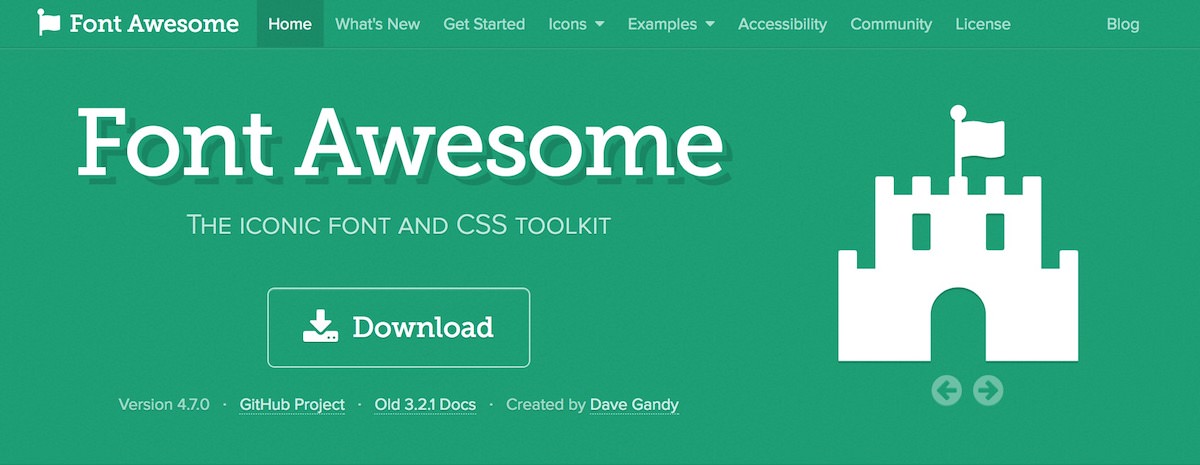 Font Awesome Home What's New Get Started Icons Examples Accessibility Community License Blog
Font Awesome
The iconic font and CSS toolkit
Download
Version 4.7.0 · GitHub Project · Old 3.2.1 Docs · Created by Dave Gandy